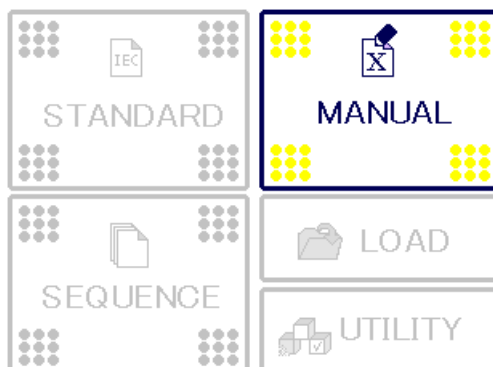 IEC
STANDARD
X
MANUAL
SEQUENCE
LOAD
UTILITY